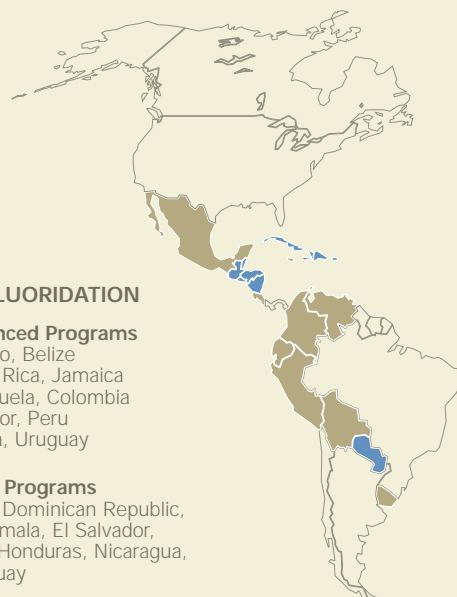 LUORIDATION
nced Programs
o, Belize
Rica, Jamaica
uela, Colombia
or, Peru
, Uruguay
Programs
Dominican Republic,
mala, El Salvador,
Honduras, Nicaragua,
uay